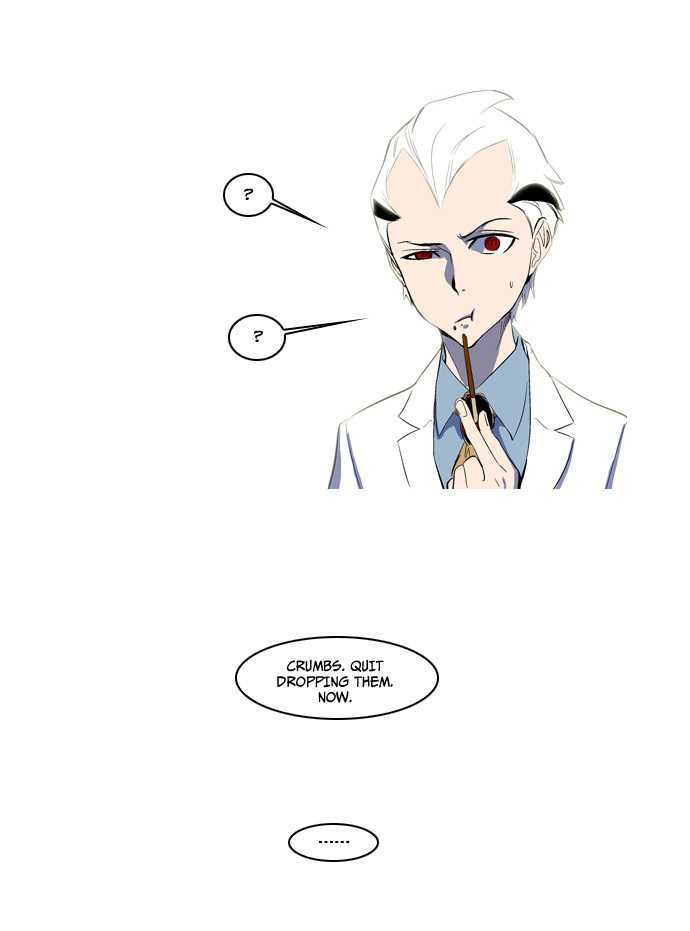 ?
?
CRUMBS. QUIT
DROPPING THEM.
NOW.
......